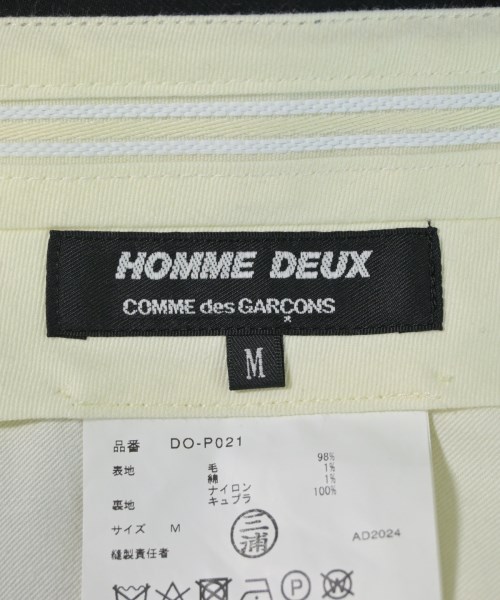 HOMME DEUX
COMME des GARÇONS
M
品番 DO-P021
表地 毛 98%
綿 1%
ナイロン 1%
裏地 キュプラ 100%
サイズ M
三浦
縫製責任者
AD2024
P